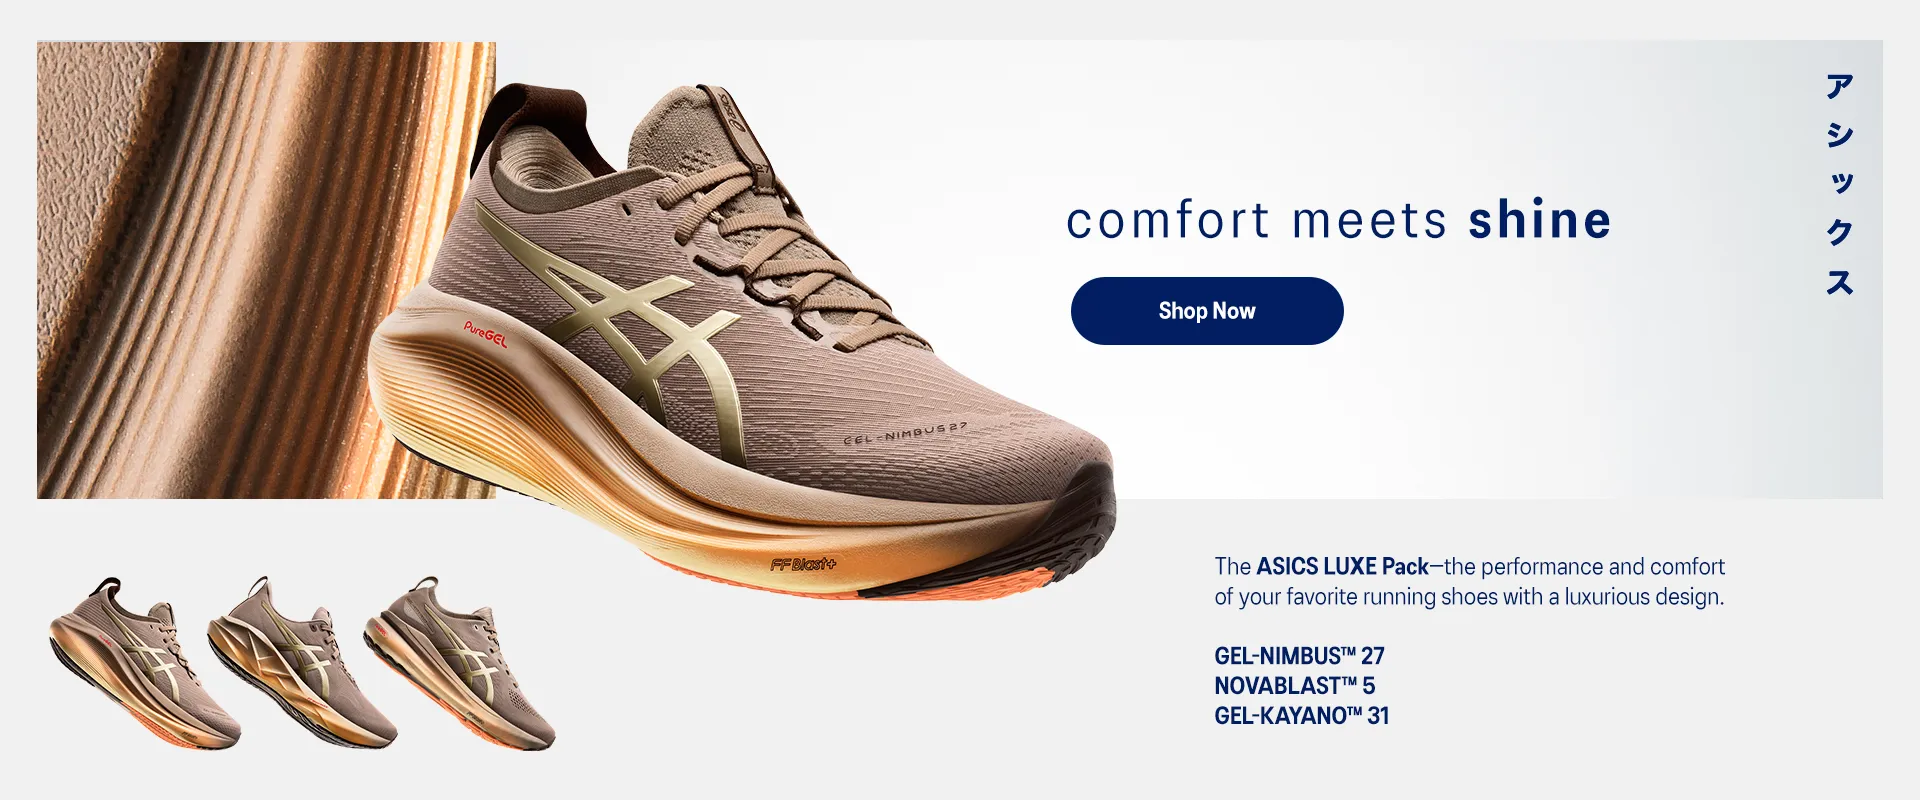 comfort meets shine
Shop Now
ア
シ
ッ
ク
ス
asics
27
PureGEL
GEL-NIMBUS 27
FF Blast+
The ASICS LUXE Pack—the performance and comfort
of your favorite running shoes with a luxurious design.
GEL-NIMBUS™ 27
NOVABLAST™ 5
GEL-KAYANO™ 31